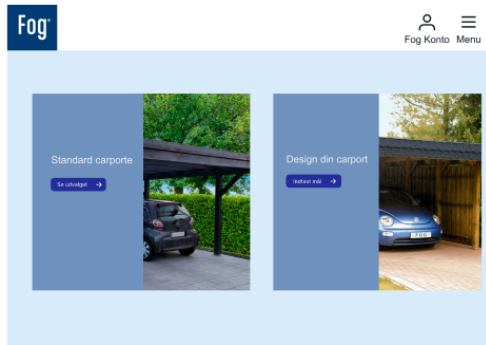 Fog
Fog Konto
Menu
Standard carporte
Se udvalget
Design din carport
Indtast mål